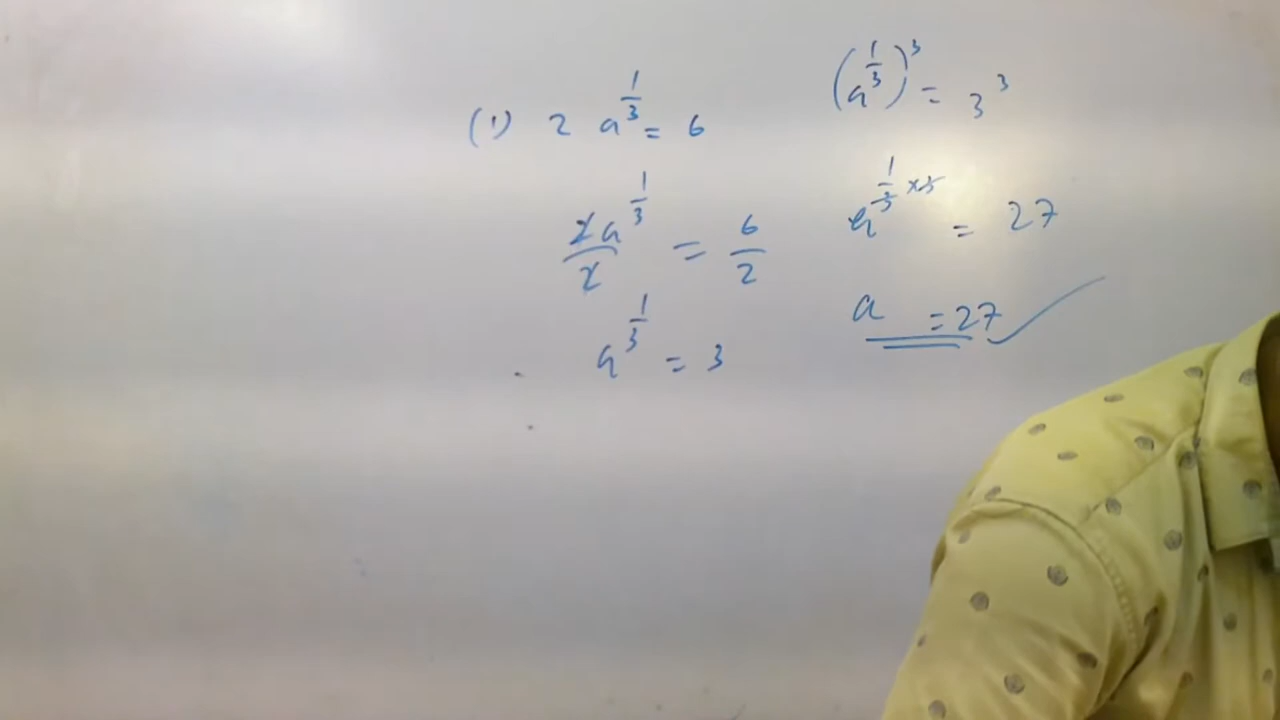 (1) 2 a^(1/3) = 6
2a^(1/3)/2 = 6/2
a^(1/3) = 3
(a^(1/3))^3 = 3^3
a^(1/3 ×3) = 27
a = 27 ✓